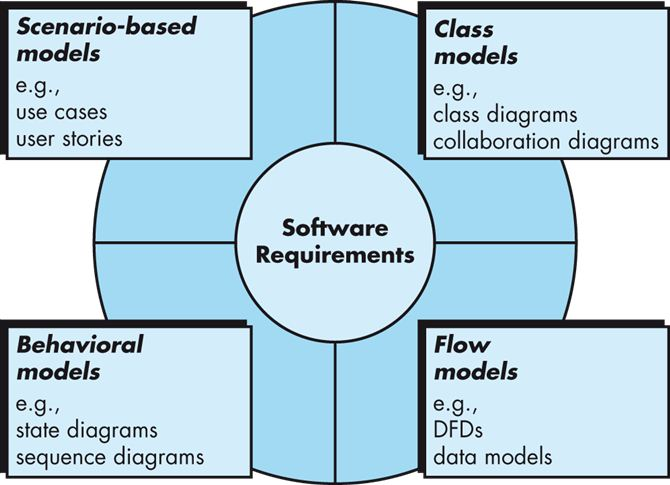 Scenario-based
models
e.g.,
use cases
user stories
Class
models
e.g.,
class diagrams
collaboration diagrams
Software
Requirements
Behavioral
models
e.g.,
state diagrams
sequence diagrams
Flow
models
e.g.,
DFDs
data models